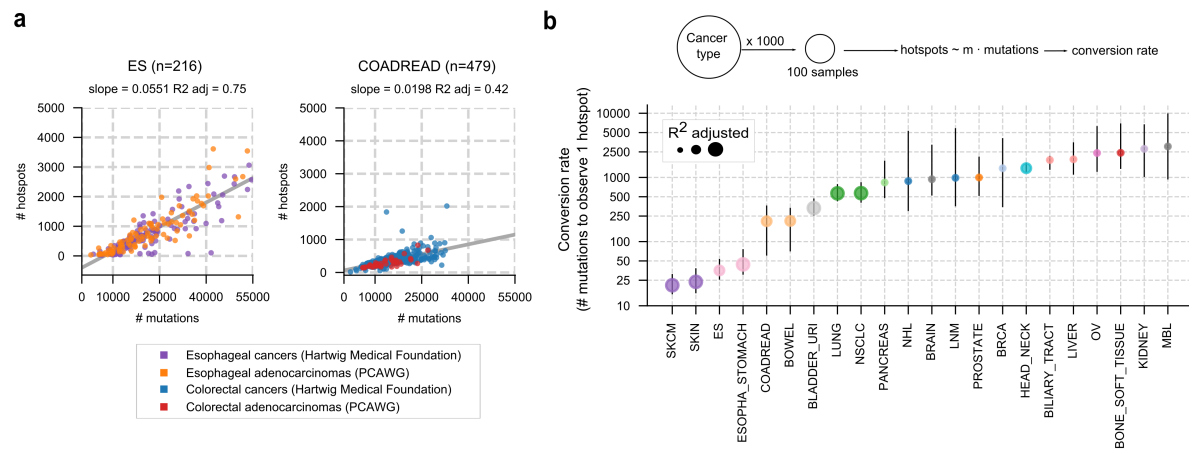 a
ES (n=216)
slope = 0.0551 R2 adj = 0.75
# hotspots
5000
4000
3000
2000
1000
0
0
10000
25000
40000
55000
# mutations
COADREAD (n=479)
slope = 0.0198 R2 adj = 0.42
# hotspots
5000
4000
3000
2000
1000
0
0
10000
25000
40000
55000
# mutations
Esophageal cancers (Hartwig Medical Foundation)
Esophageal adenocarcinomas (PCAWG)
Colorectal cancers (Hartwig Medical Foundation)
Colorectal adenocarcinomas (PCAWG)
b
Cancer
type
x 1000
100 samples
hotspots ~ m · mutations
conversion rate
Conversion rate
(# mutations to observe 1 hotspot)
10000
5000
2500
1000
500
250
100
50
25
10
R2 adjusted
SKCM
SKIN
ES
ESOPHA_STOMACH
COADREAD
BOWEL
BLADDER_URI
LUNG
NSCLC
PANCREAS
NHL
BRAIN
LNM
PROSTATE
BRCA
HEAD_NECK
BILIARY_TRACT
LIVER
OV
BONE_SOFT_TISSUE
KIDNEY
MBL